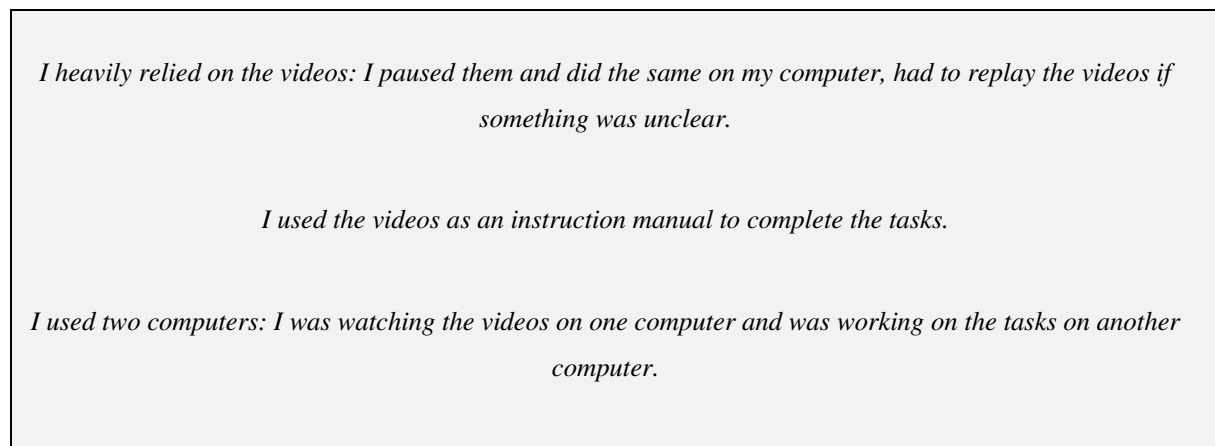 I heavily relied on the videos: I paused them and did the same on my computer, had to replay the videos if
something was unclear.
I used the videos as an instruction manual to complete the tasks.
I used two computers: I was watching the videos on one computer and was working on the tasks on another
computer.